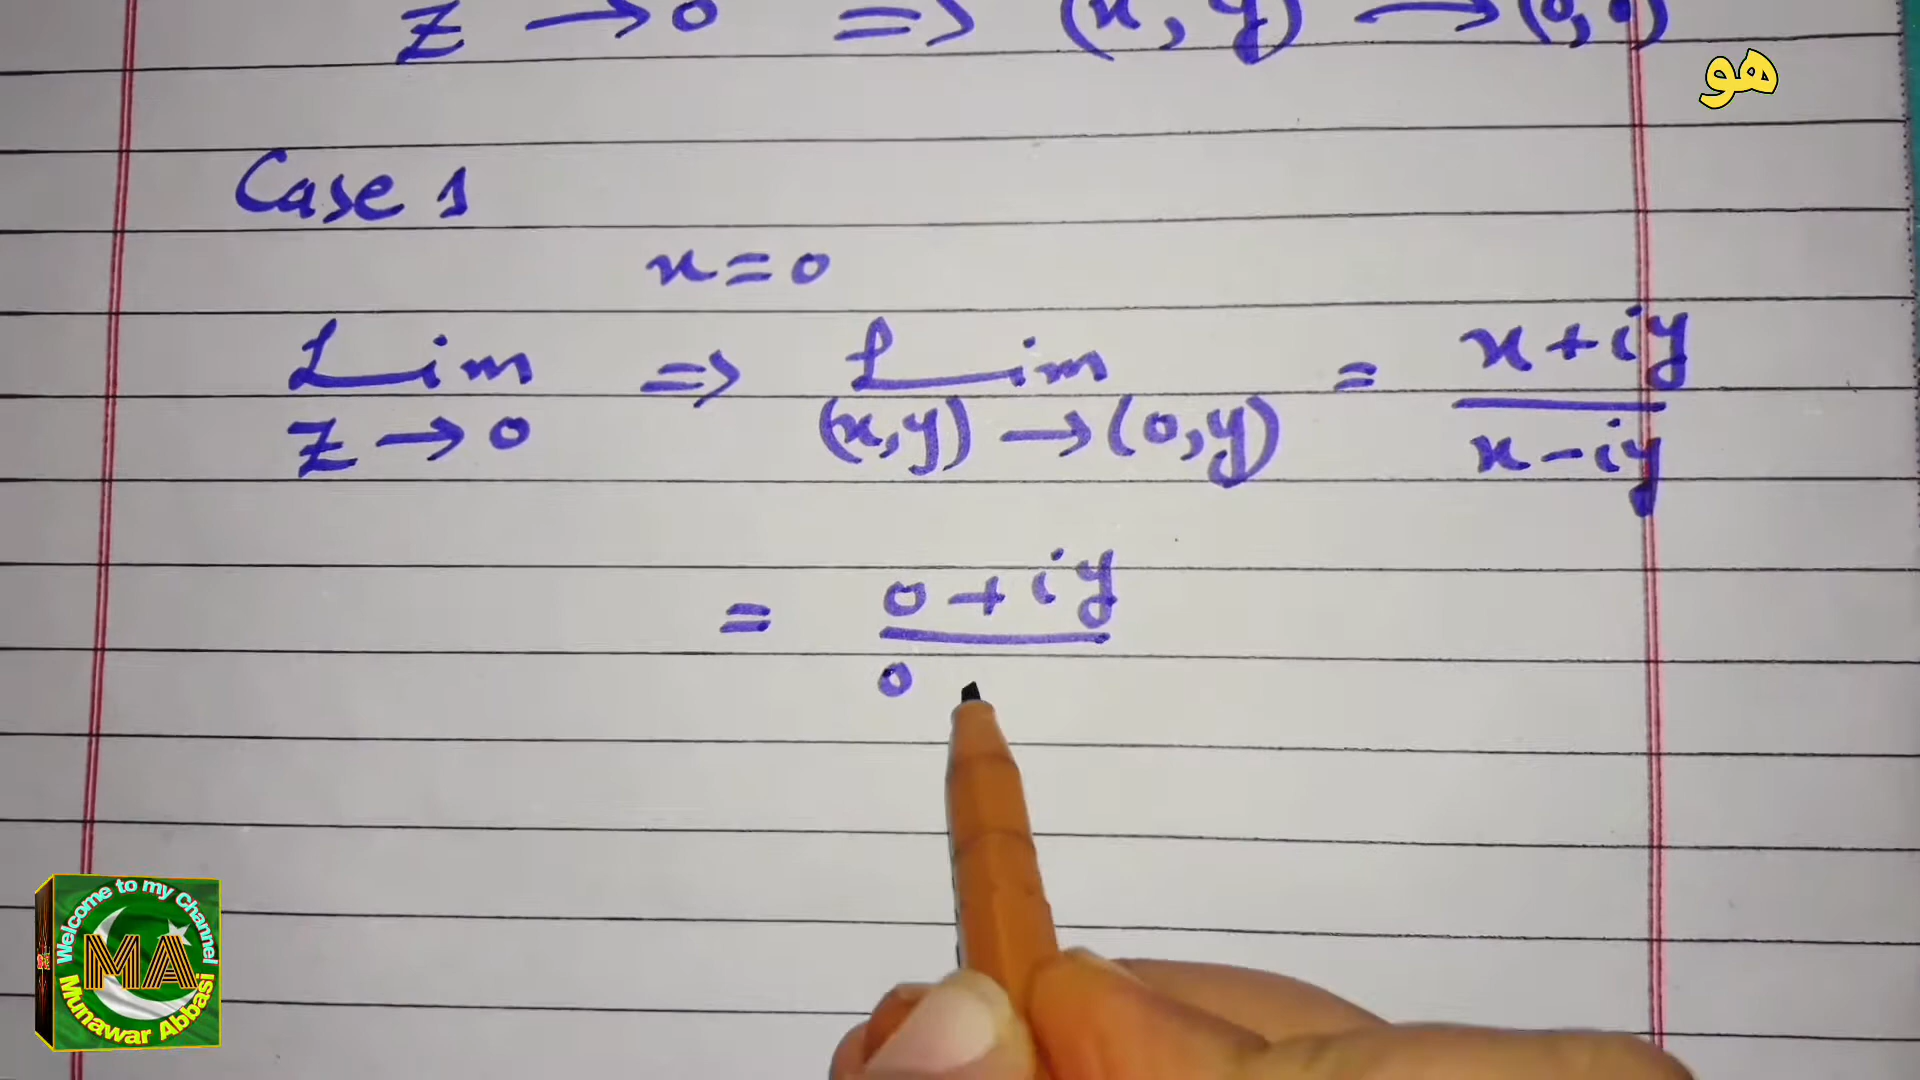 z → 0 ⇒ (x, y) → (0, 0)
هو
Case 1
x = 0
Lim ⇒ Lim = x + iy
z → 0 (x,y) → (0,y) x - iy
= 0 + iy
0
Welcome to my Channel
MA
Munawar Abbasi